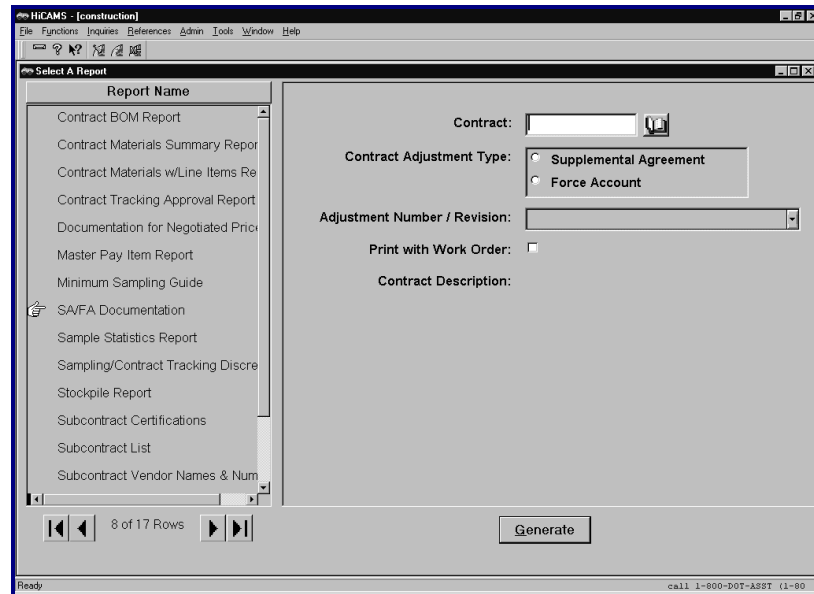 HiCAMS - [construction]
File Functions Inquiries References Admin Tools Window Help
Select A Report
Report Name
Contract BOM Report
Contract Materials Summary Repor
Contract Materials w/Line Items Re
Contract Tracking Approval Report
Documentation for Negotiated Price
Master Pay Item Report
Minimum Sampling Guide
SA/FA Documentation
Sample Statistics Report
Sampling/Contract Tracking Discre
Stockpile Report
Subcontract Certifications
Subcontract List
Subcontract Vendor Names & Num
8 of 17 Rows
Contract:
Contract Adjustment Type:
Supplemental Agreement
Force Account
Adjustment Number / Revision:
Print with Work Order:
Contract Description:
Generate
Ready
call 1-800-DOT-ASST (1-80